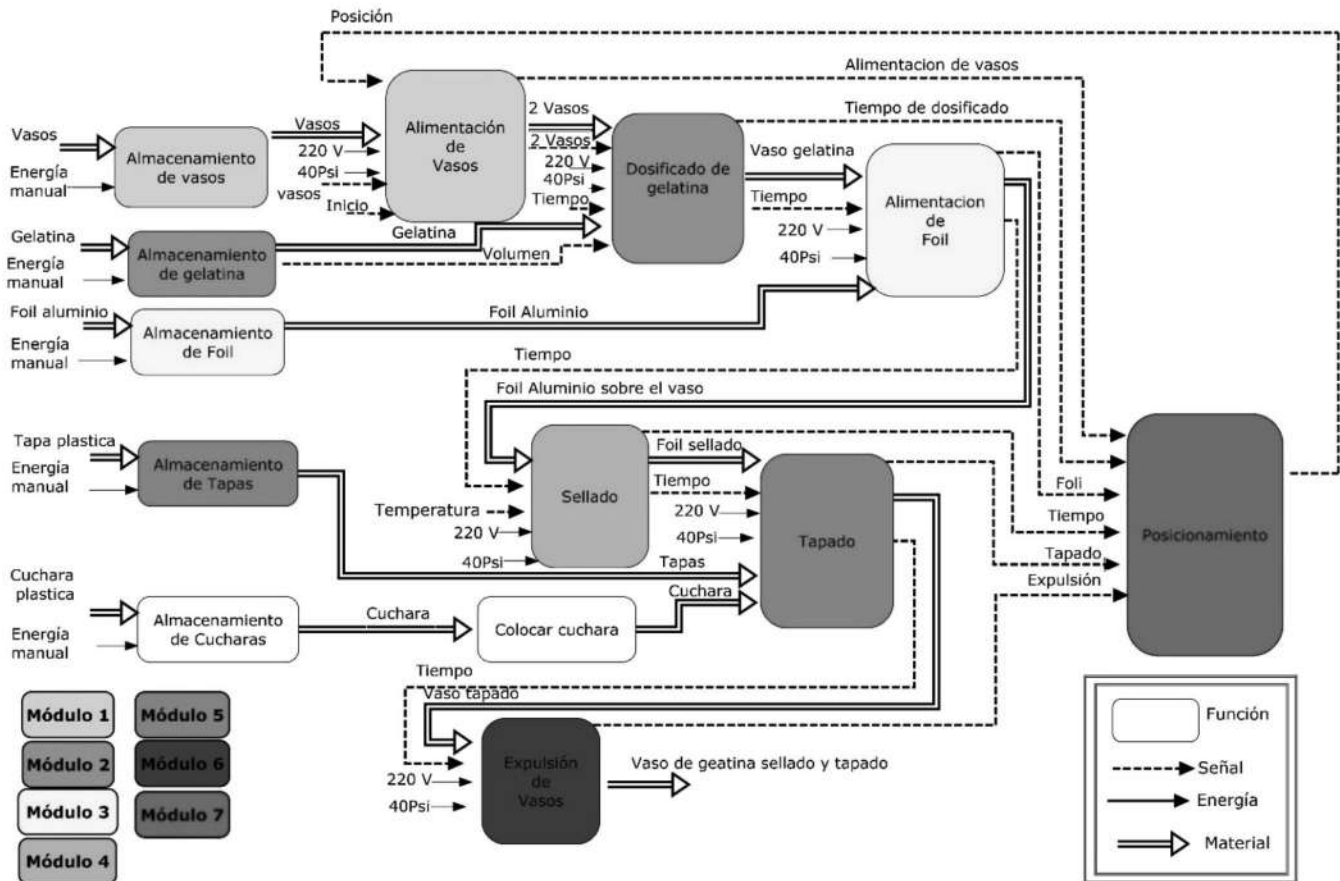 Posición
Alimentacion de vasos
Tiempo de dosificado
Vasos
Energía
manual
Almacenamiento
de vasos
Vasos
220 V
40Psi
vasos
Inicio
Alimentación
de
Vasos
2 Vasos
2 Vasos
220 V
40Psi
Tiempo
Dosificado de
gelatina
Vaso gelatina
Tiempo
220 V
40Psi
Alimentacion
de
Foil
Gelatina
Energía
manual
Almacenamiento
de gelatina
Gelatina
Volumen
Foil aluminio
Energía
manual
Almacenamiento
de Foil
Foil Aluminio
Tiempo
Foil Aluminio sobre el vaso
Tapa plastica
Energía
manual
Almacenamiento
de Tapas
Temperatura
220 V
40Psi
Sellado
Foil sellado
Tiempo
220 V
40Psi
Tapas
Cuchara
Tapado
Foli
Tiempo
Tapado
Expulsión
Posicionamiento
Cuchara
plastica
Energía
manual
Almacenamiento
de Cucharas
Cuchara
Colocar cuchara
Tiempo
Vaso tapado
220 V
40Psi
Expulsión
de
Vasos
Vaso de geatina sellado y tapado
Módulo 1
Módulo 5
Módulo 2
Módulo 6
Módulo 3
Módulo 7
Módulo 4
Función
Señal
Energía
Material